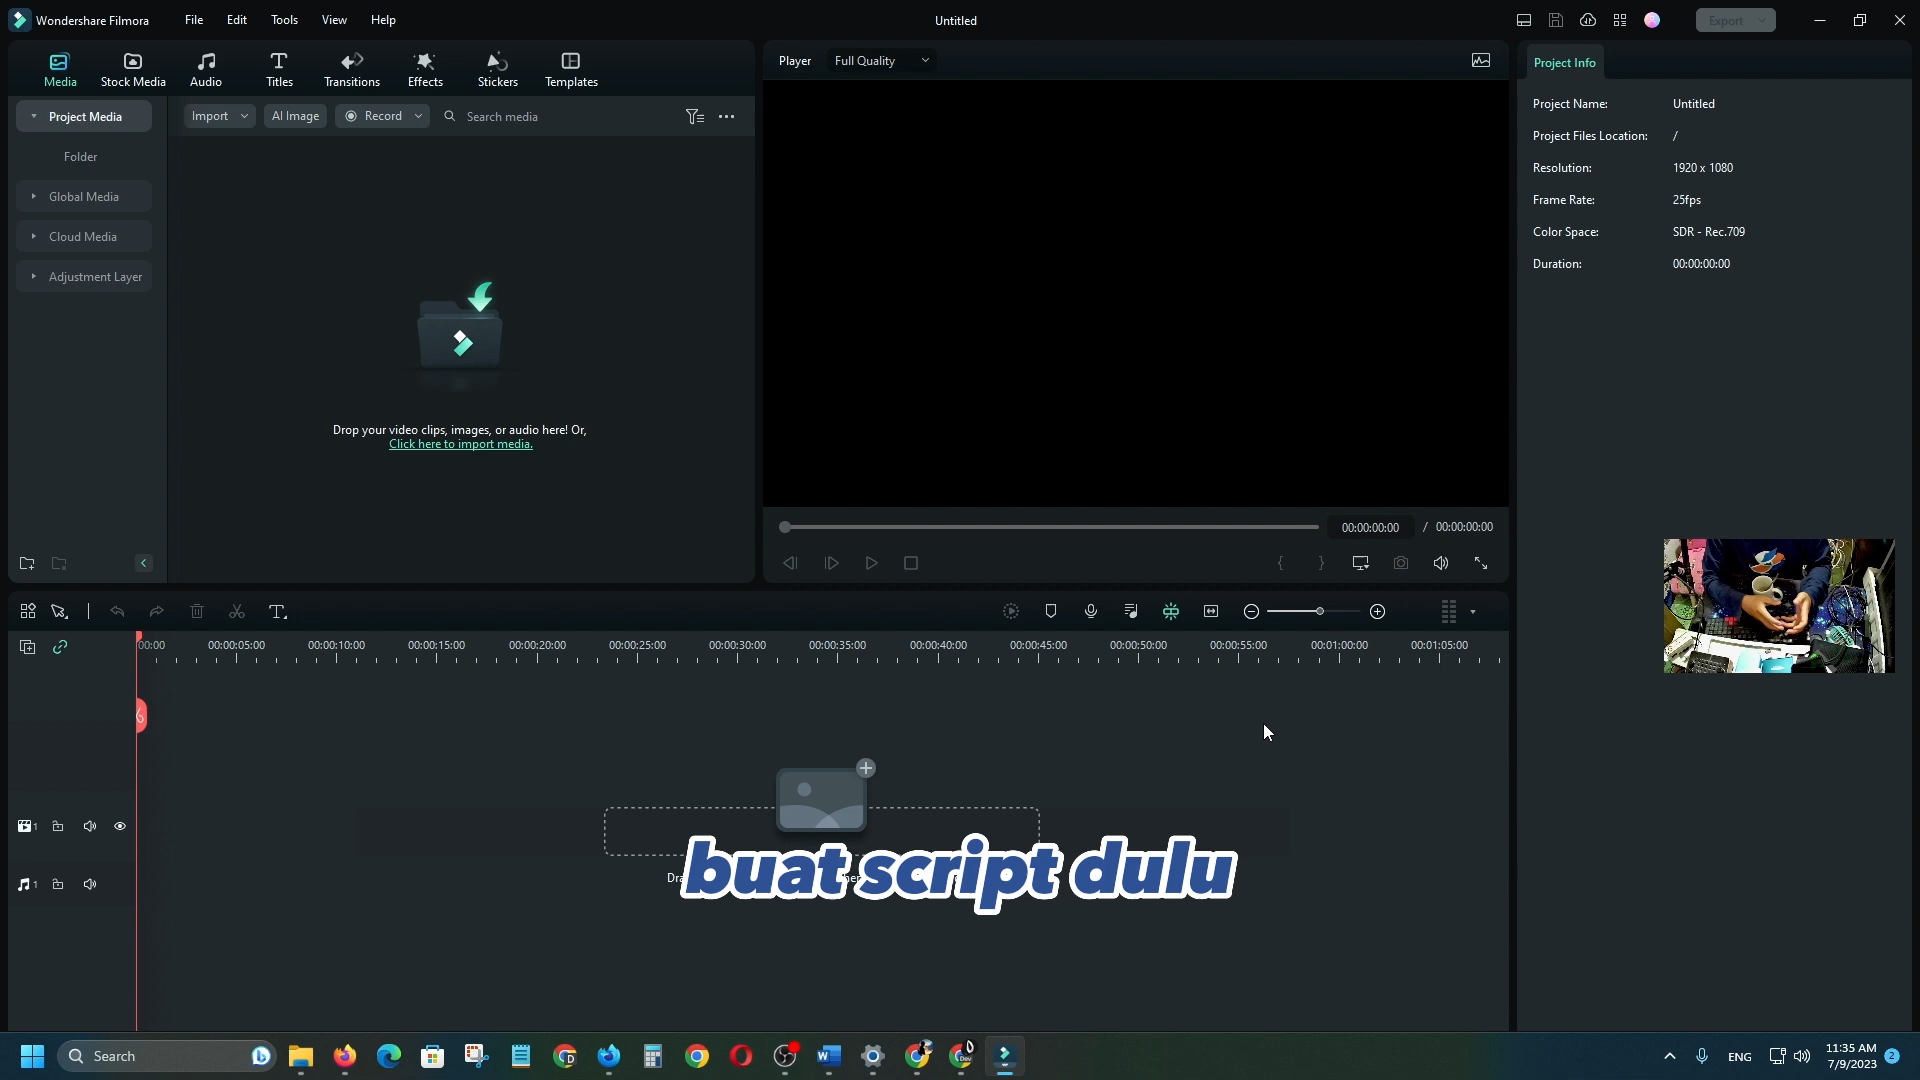 Wondershare Filmora
File
Edit
Tools
View
Help
Untitled
Export
Media
Stock Media
Audio
Titles
Transitions
Effects
Stickers
Templates
Player
Full Quality
Project Info
Project Media
Import
AI Image
Record
Search media
Folder
Global Media
Cloud Media
Adjustment Layer
Drop your video clips, images, or audio here! Or,
Click here to import media.
Project Name: Untitled
Project Files Location: /
Resolution: 1920 x 1080
Frame Rate: 25fps
Color Space: SDR - Rec.709
Duration: 00:00:00:00
00:00:00:00 / 00:00:00:00
00:00
00:00:05:00
00:00:10:00
00:00:15:00
00:00:20:00
00:00:25:00
00:00:30:00
00:00:35:00
00:00:40:00
00:00:45:00
00:00:50:00
00:00:55:00
00:01:00:00
00:01:05:00
1
1
buat script dulu
Search
ENG
11:35 AM
7/9/2023
2